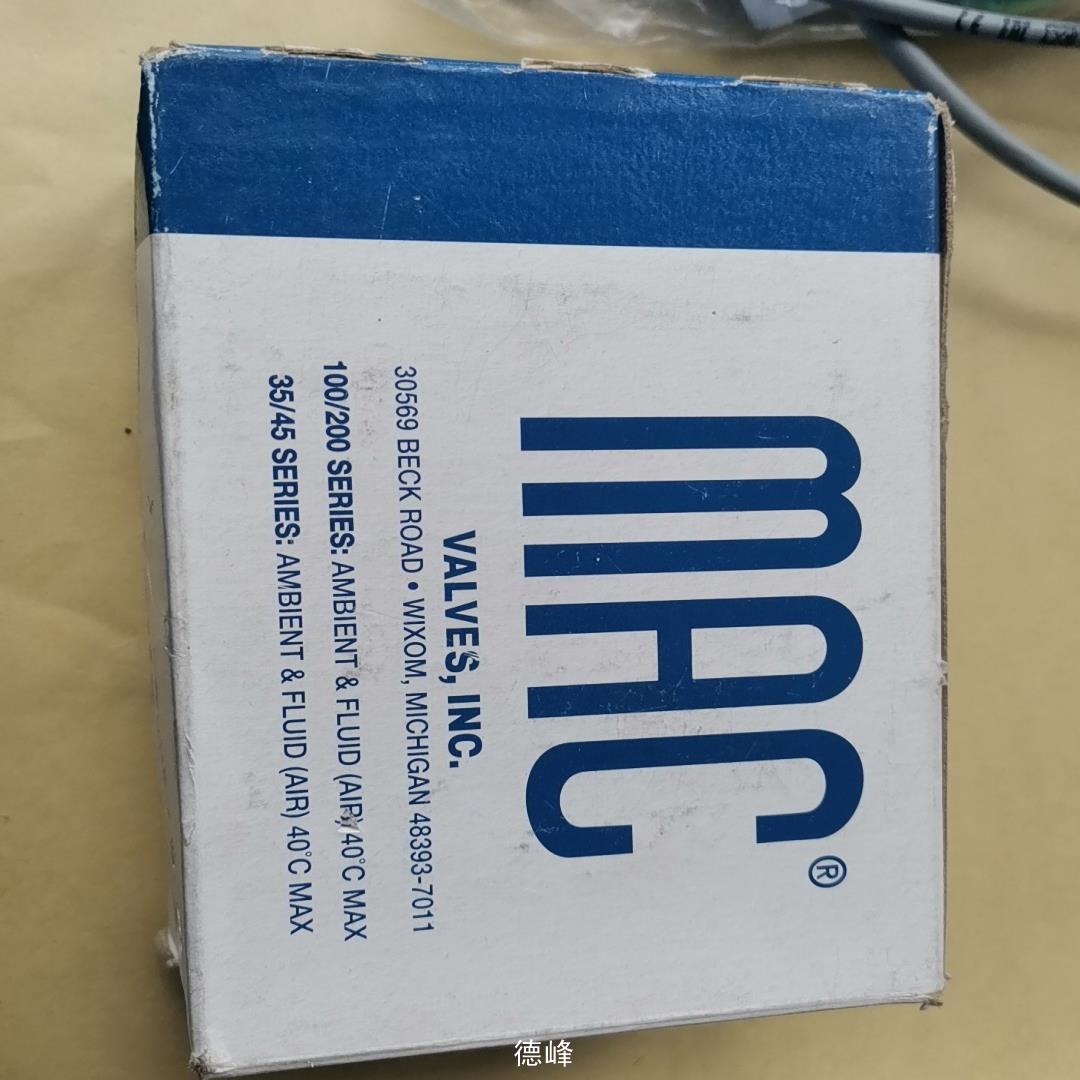 MAC®
VALVES, INC.
30569 BECK ROAD • WIXOM, MICHIGAN 48393-7011
100/200 SERIES: AMBIENT & FLUID (AIR) 40°C MAX
35/45 SERIES: AMBIENT & FLUID (AIR) 40°C MAX
德峰